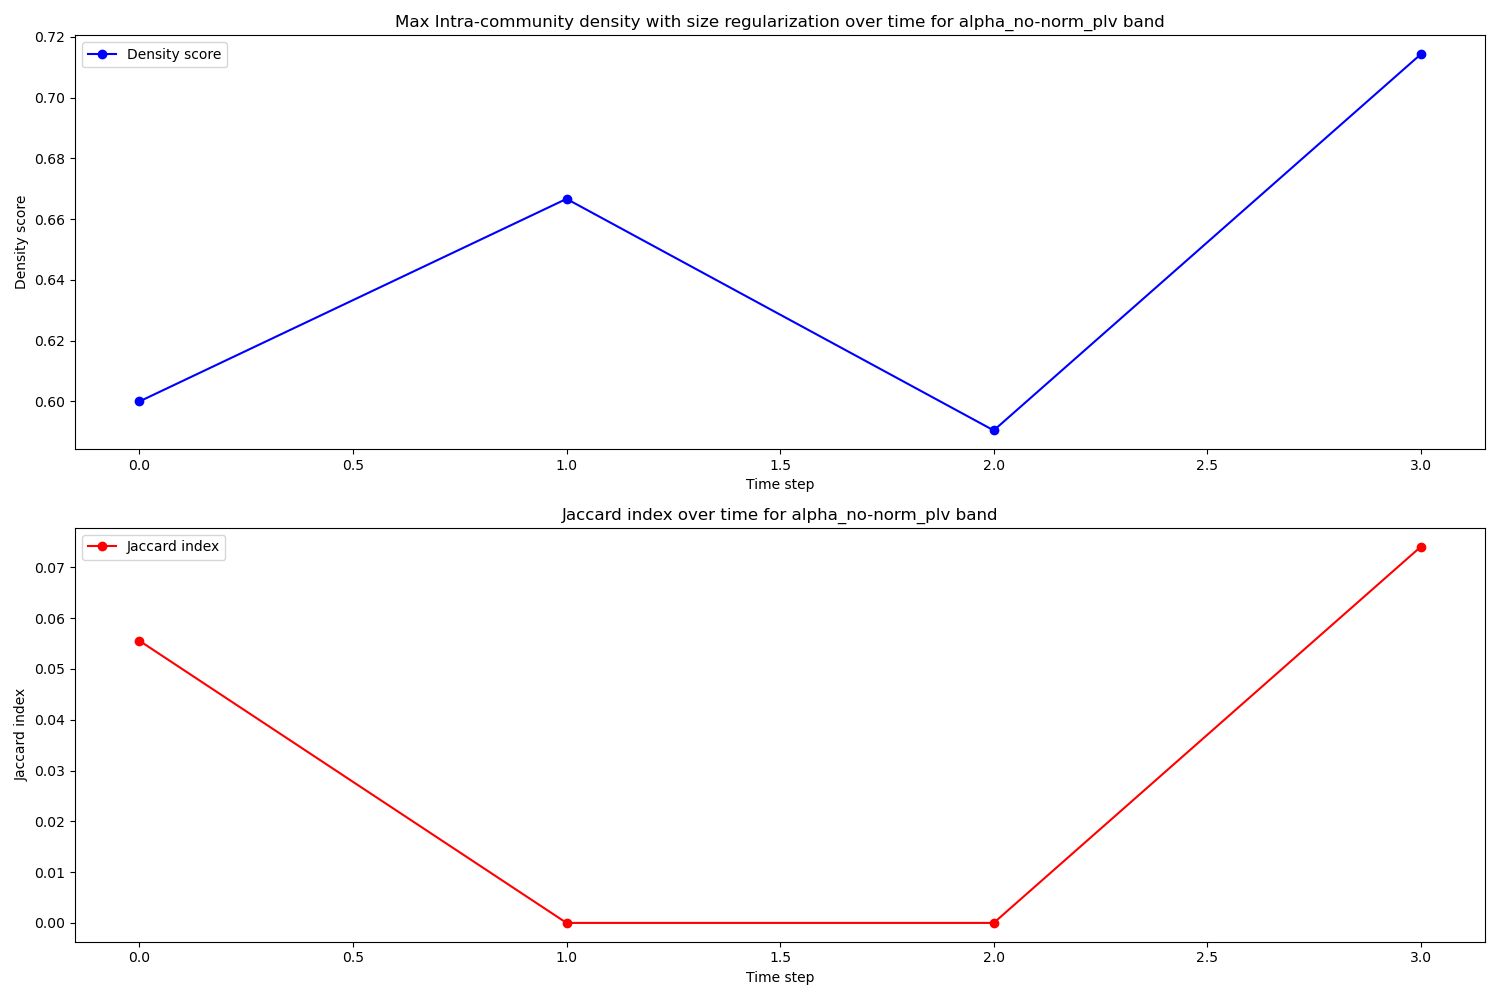 Max Intra-community density with size regularization over time for alpha_no-norm_plv band
Density score
0.72
0.70
0.68
0.66
0.64
0.62
0.60
Density score
0.0 0.5 1.0 1.5 2.0 2.5 3.0
Time step
Jaccard index over time for alpha_no-norm_plv band
Jaccard index
0.07
0.06
0.05
0.04
0.03
0.02
0.01
0.00
Jaccard index
0.0 0.5 1.0 1.5 2.0 2.5 3.0
Time step